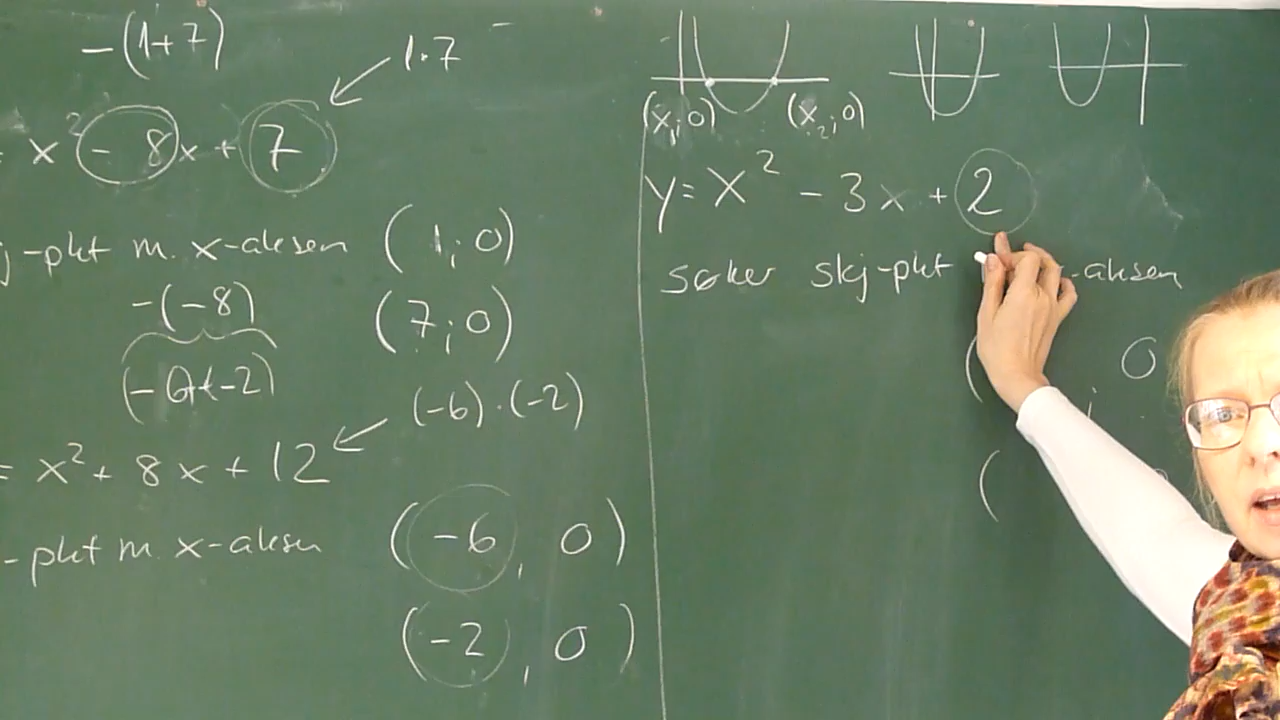 -(1+7)
1·7
= x² - 8x + 7
j-pkt m. x-aksen (1;0)
-(-8) (7;0)
(-6+(-2)) (-6)·(-2)
= x² + 8x + 12
-pkt m. x-aksen (-6, 0)
(-2, 0)
(x₁;0) (x₂;0)
y = x² - 3x + 2
søker skj-pkt -aksen
( ; 0
(